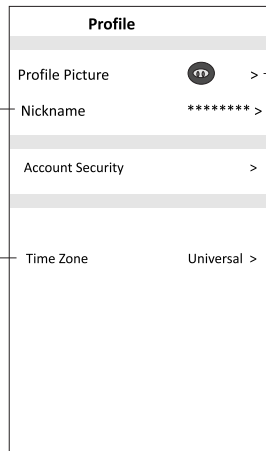 Profile
Profile Picture >
Nickname ******** >
Account Security >
Time Zone Universal >